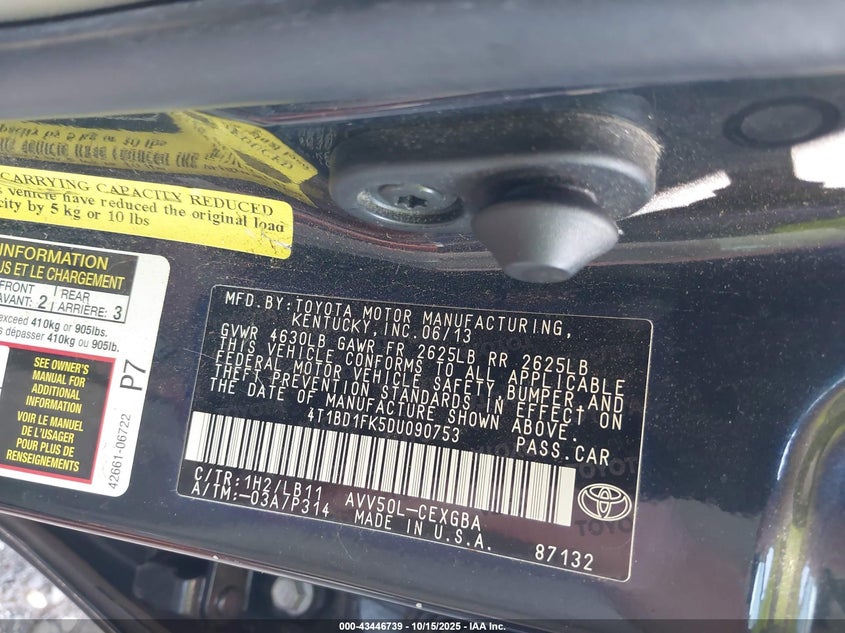 CARRYING CAPACITY REDUCED
vehicle have reduced the original load
city by 5 kg or 10 lbs
INFORMATION
US ET LE CHARGEMENT
FRONT
AVANT: 2
REAR
ARRIÈRE: 3
exceed 410kg or 905lbs.
dépasser 410kg ou 905lb.
SEE OWNER'S
MANUAL FOR
ADDITIONAL
INFORMATION
VOIR LE MANUEL
DE L'USAGER
POUR PLUS DE
RENSEIGNEMENTS
P7
42661-06722
MFD.BY:TOYOTA MOTOR MANUFACTURING,
KENTUCKY,INC.06/13
GVWR 4630LB GAWR FR 2625LB RR 2625LB
THIS VEHICLE CONFORMS TO ALL APPLICABLE
FEDERAL MOTOR VEHICLE SAFETY,BUMPER AND
THEFT PREVENTION STANDARDS IN EFFECT ON
THE DATE OF MANUFACTURE SHOWN ABOVE.
4T1BD1FK5DU090753
PASS.CAR
C/TR:1H2/LB11
A/TM:-03A7P314
AVV50L-CEXGBA
MADE IN U.S.A.
TOYOTA
87132
000-43446739 - 10/15/2025 - IAA Inc.